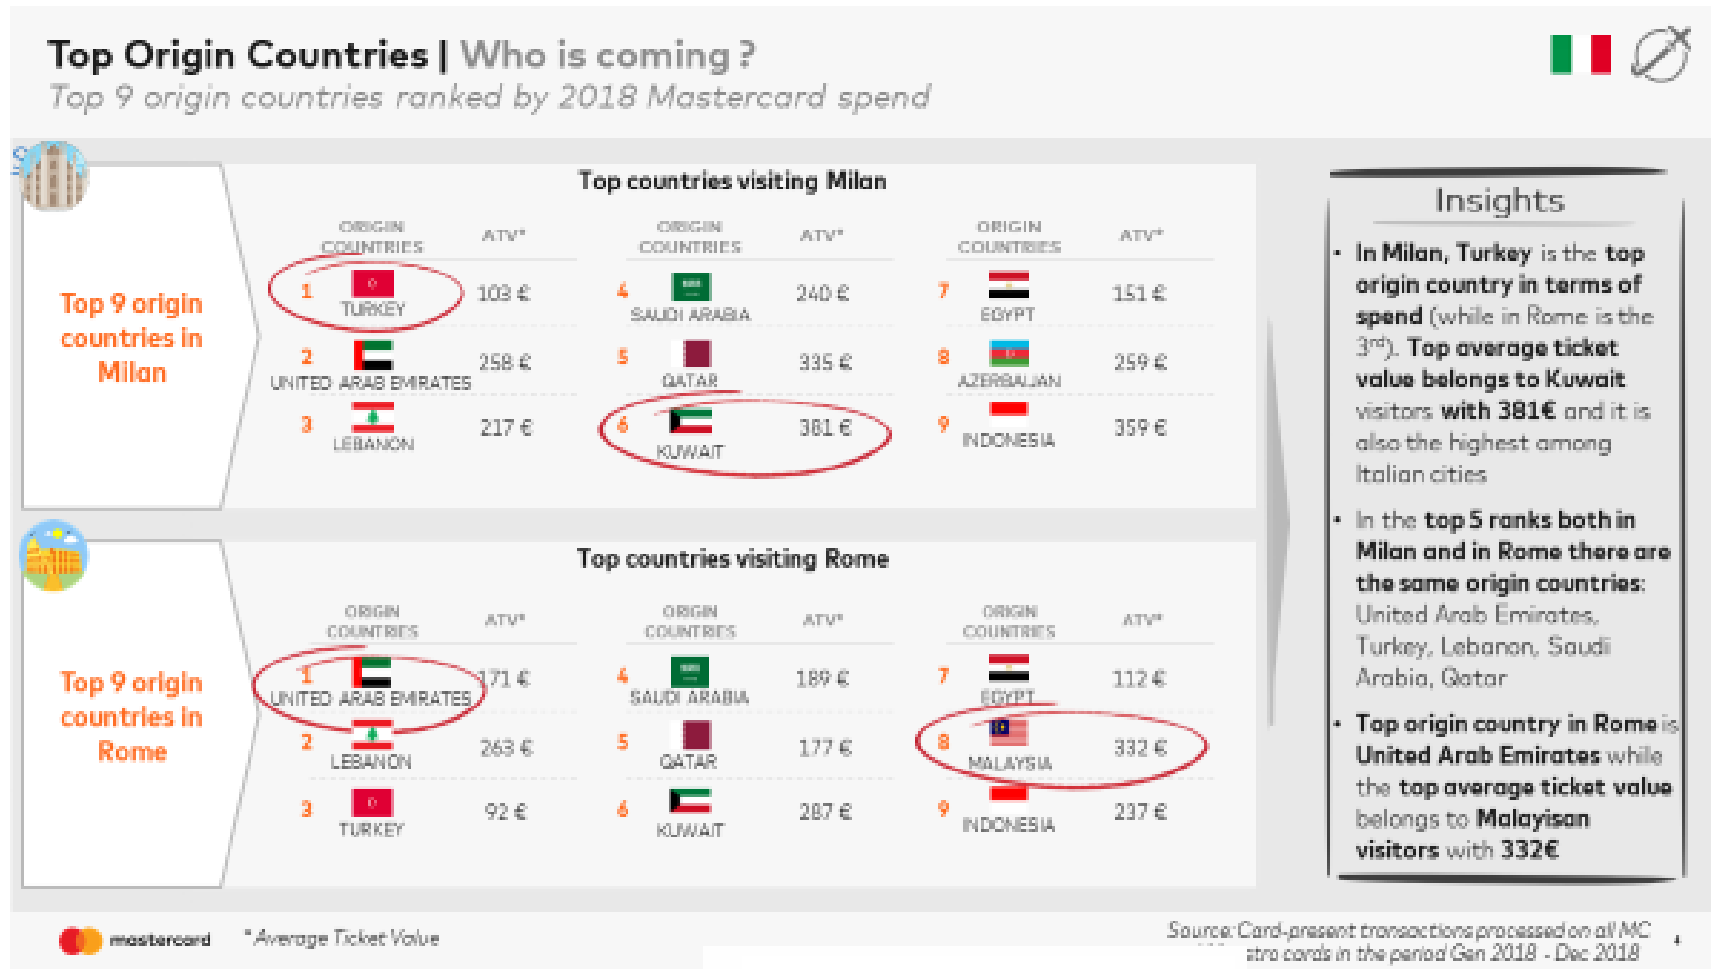 Top Origin Countries | Who is coming ?
Top 9 origin countries ranked by 2018 Mastercard spend
Top 9 origin
countries in
Milan
Top countries visiting Milan
ORIGIN COUNTRIES ATV* ORIGIN COUNTRIES ATV* ORIGIN COUNTRIES ATV*
1 TURKEY 103 € 4 SAUDI ARABIA 240 € 7 EGYPT 151 €
2 UNITED ARAB EMIRATES 258 € 5 QATAR 335 € 8 AZERBAIJAN 259 €
3 LEBANON 217 € 6 KUWAIT 381 € 9 INDONESIA 359 €
Top 9 origin
countries in
Rome
Top countries visiting Rome
ORIGIN COUNTRIES ATV* ORIGIN COUNTRIES ATV* ORIGIN COUNTRIES ATV*
1 UNITED ARAB EMIRATES 171 € 4 SAUDI ARABIA 189 € 7 EGYPT 112 €
2 LEBANON 263 € 5 QATAR 177 € 8 MALAYSIA 332 €
3 TURKEY 92 € 6 KUWAIT 287 € 9 INDONESIA 237 €
Insights
• In Milan, Turkey is the top
origin country in terms of
spend (while in Rome is the
3rd). Top average ticket
value belongs to Kuwait
visitors with 381€ and it is
also the highest among
Italian cities
• In the top 5 ranks both in
Milan and in Rome there are
the same origin countries:
United Arab Emirates,
Turkey, Lebanon, Saudi
Arabia, Qatar
• Top origin country in Rome is
United Arab Emirates while
the top average ticket value
belongs to Malayisan
visitors with 332€
mastercard
* Average Ticket Value
Source: Card-present transactions processed on all MC
cards in the period Gen 2018 - Dec 2018
4